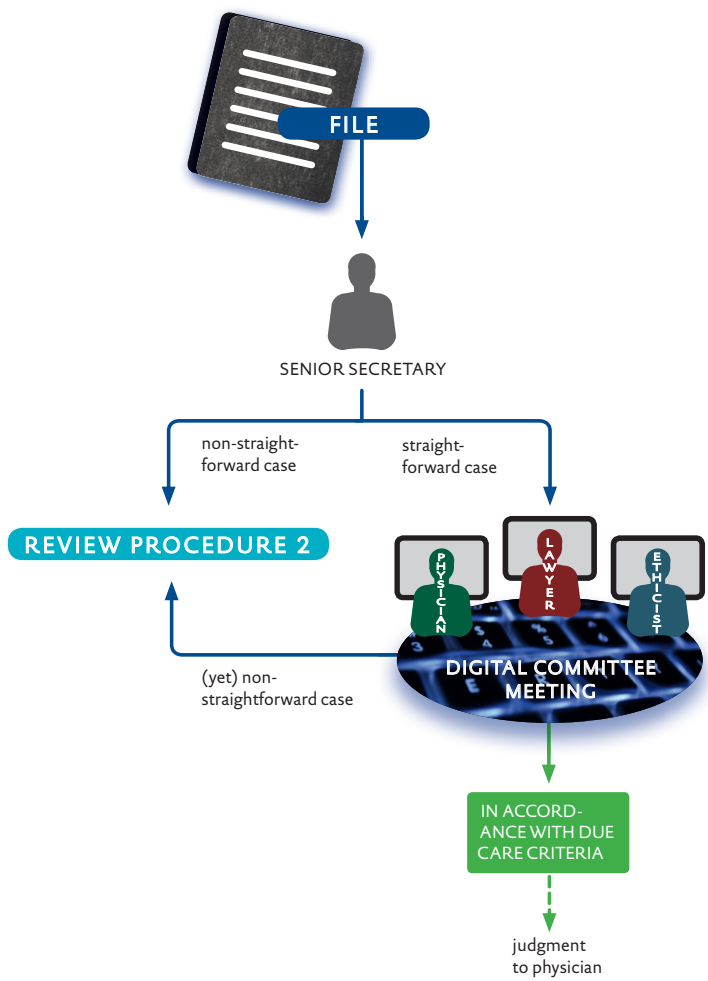 FILE
SENIOR SECRETARY
non-straight-
forward case
straight-
forward case
REVIEW PROCEDURE 2
PHYSICIAN
LAWYER
ETHICIST
DIGITAL COMMITTEE
MEETING
(yet) non-
straightforward case
IN ACCORD-
ANCE WITH DUE
CARE CRITERIA
judgment
to physician